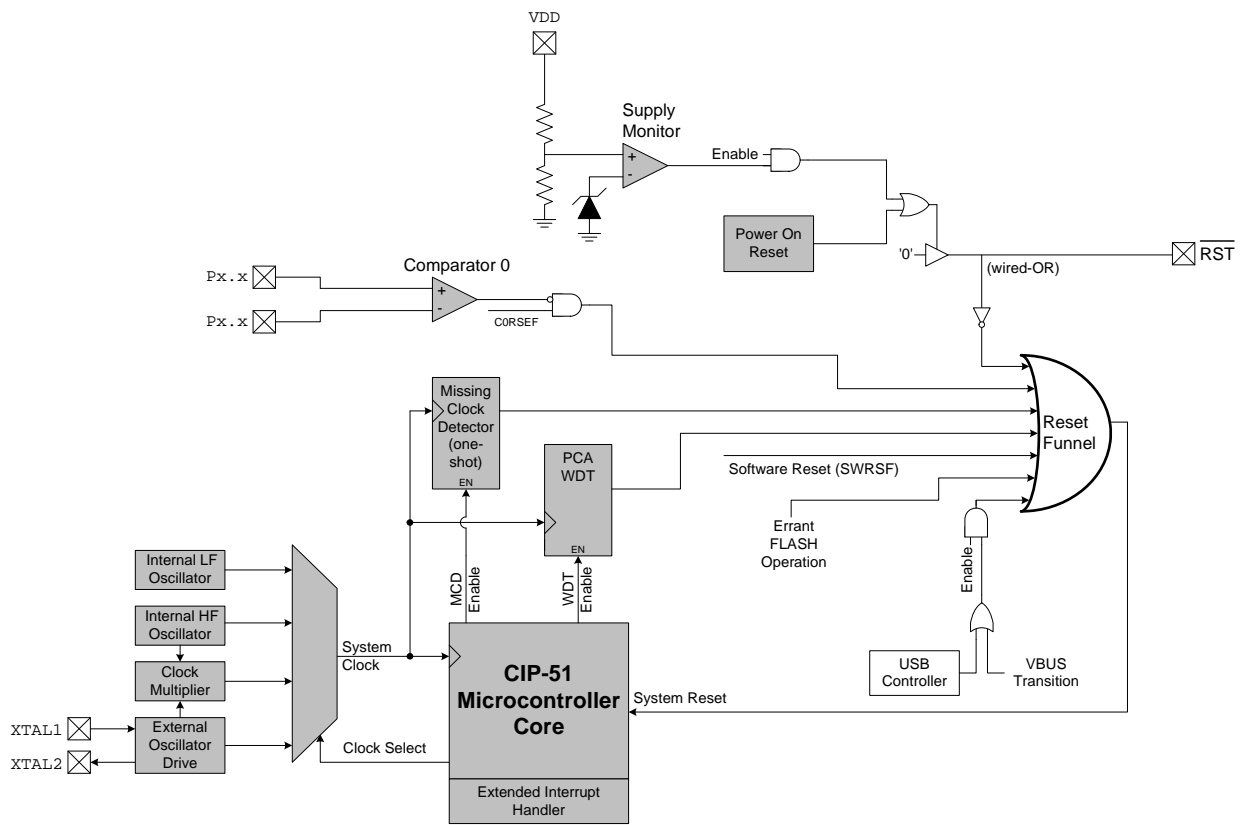 VDD
Supply
Monitor
+
-
Enable
Power On
Reset
'0'
(wired-OR)
RST
Px.x
Px.x
Comparator 0
+
-
C0RSEF
Missing
Clock
Detector
(one-
shot)
EN
PCA
WDT
EN
Software Reset (SWRSF)
Errant
FLASH
Operation
Reset
Funnel
Enable
MCD
Enable
WDT
Enable
Internal LF
Oscillator
Internal HF
Oscillator
Clock
Multiplier
External
Oscillator
Drive
XTAL1
XTAL2
System
Clock
Clock Select
CIP-51
Microcontroller
Core
Extended Interrupt
Handler
System Reset
USB
Controller
VBUS
Transition